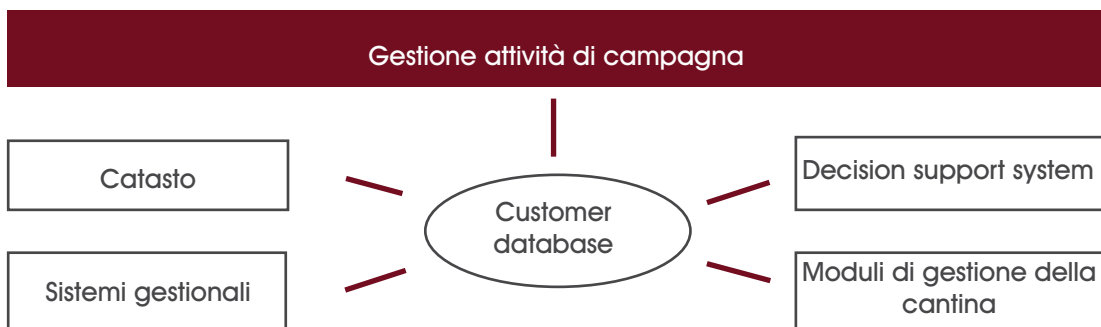 Gestione attività di campagna
Catasto
Decision support system
Customer
database
Sistemi gestionali
Moduli di gestione della
cantina